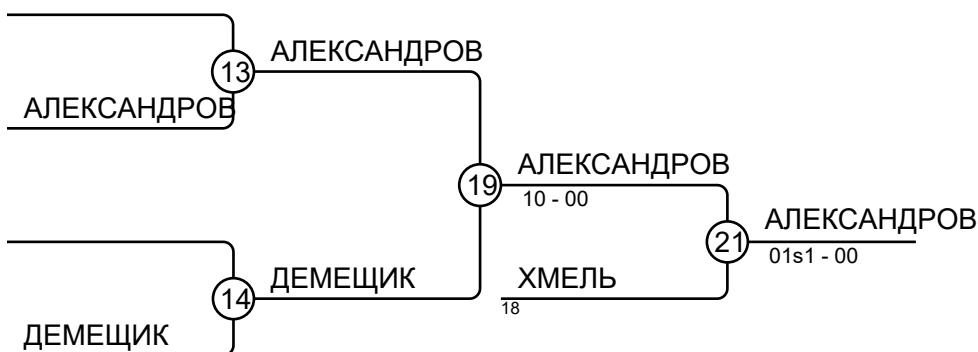 АЛЕКСАНДРОВ
13
АЛЕКСАНДРОВ
АЛЕКСАНДРОВ
19
10 - 00
АЛЕКСАНДРОВ
21
01s1 - 00
ДЕМЕЩИК
14
ХМЕЛЬ
18
ДЕМЕЩИК